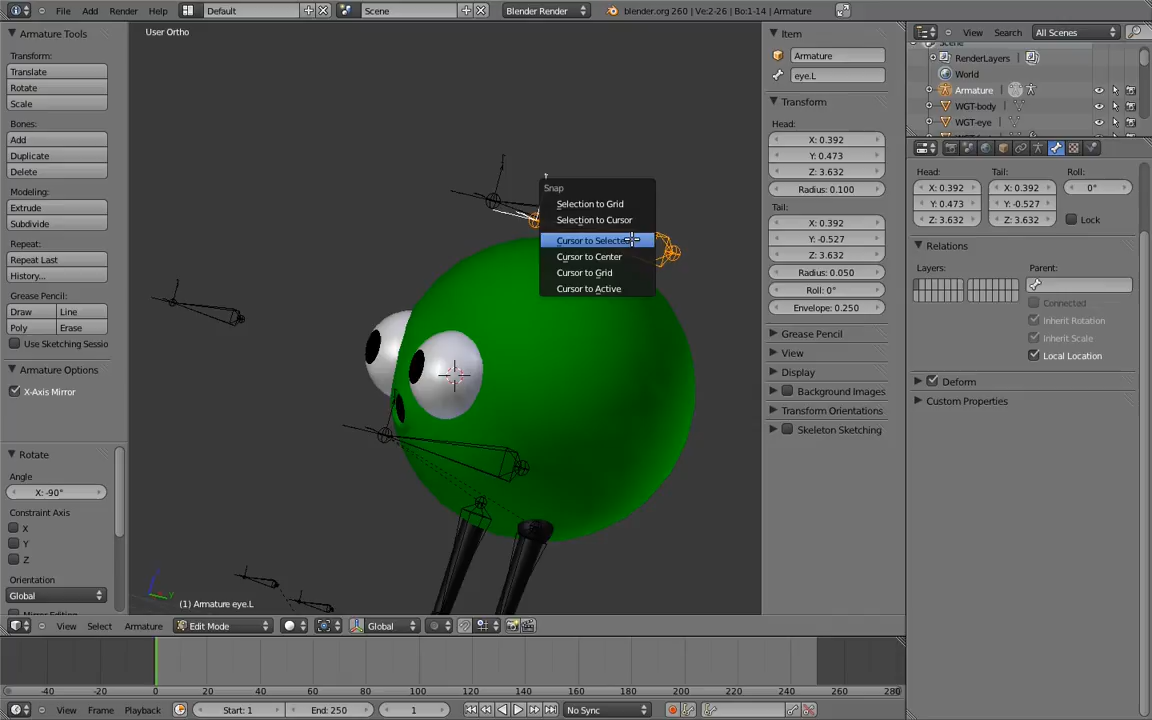 File Add Render Help Default Scene Blender Render blender.org 260 | Ve:2-26 | Bo:1-14 | Armature View Search All Scenes
Armature Tools
Transform:
Translate
Rotate
Scale
Bones:
Add
Duplicate
Delete
Modeling:
Extrude
Subdivide
Repeat:
Repeat Last
History...
Grease Pencil:
Draw Line
Poly Erase
Use Sketching Sessio
Armature Options
X-Axis Mirror
Rotate
Angle
X: -90°
Constraint Axis
X
Y
Z
Orientation
Global
User Ortho
Snap
Selection to Grid
Selection to Cursor
Cursor to Selecte
Cursor to Center
Cursor to Grid
Cursor to Active
(1) Armature eye.L
View Select Armature Edit Mode Global
Item
Armature
eye.L
Transform
Head:
X: 0.392
Y: 0.473
Z: 3.632
Radius: 0.100
Tail:
X: 0.392
Y: -0.527
Z: 3.632
Radius: 0.050
Roll: 0°
Envelope: 0.250
Grease Pencil
View
Display
Background Images
Transform Orientations
Skeleton Sketching
RenderLayers
World
Armature
WGT-body
WGT-eye
Head: Tail: Roll:
X: 0.392 X: 0.392 0°
Y: 0.473 Y: -0.527 Lock
Z: 3.632 Z: 3.632
Relations
Layers: Parent:
Connected
Inherit Rotation
Inherit Scale
Local Location
Deform
Custom Properties
-40 -20 0 20 40 60 80 100 120 140 160 180 200 220 240 260 280
View Frame Playback Start: 1 End: 250 1 No Sync